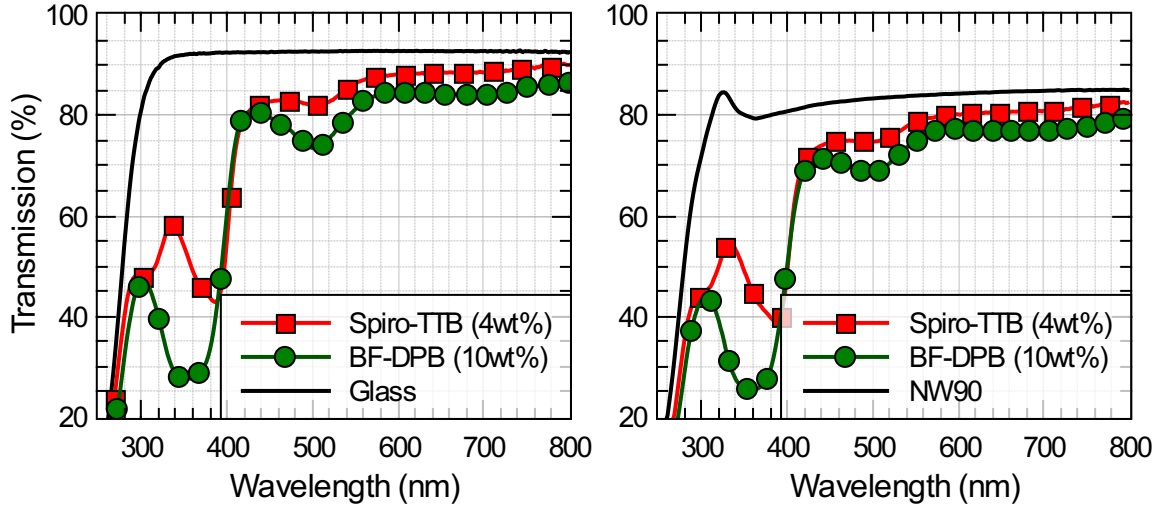 Transmission (%)
100
80
60
40
20
300 400 500 600 700 800
Wavelength (nm)
Spiro-TTB (4wt%)
BF-DPB (10wt%)
Glass
100
80
60
40
20
300 400 500 600 700 800
Wavelength (nm)
Spiro-TTB (4wt%)
BF-DPB (10wt%)
NW90